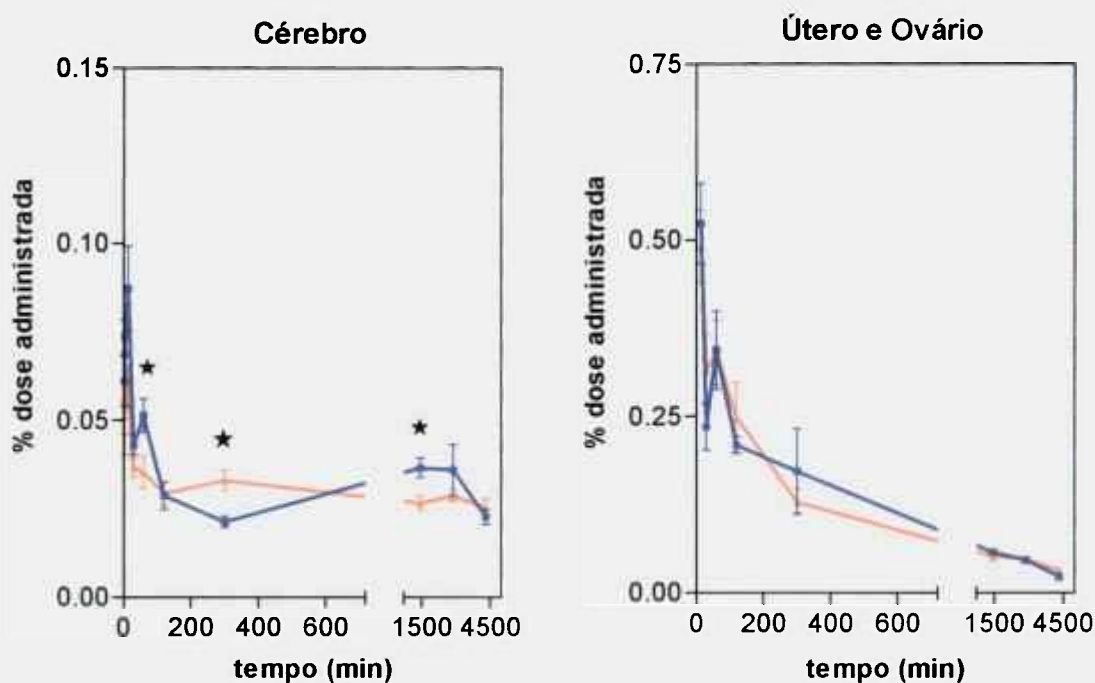 Cérebro
0.15
0.10
0.05
0.00
% dose administrada
★
★
★
0 200 400 600 1500 4500
tempo (min)
Útero e Ovário
0.75
0.50
0.25
0.00
% dose administrada
0 200 400 600 1500 4500
tempo (min)